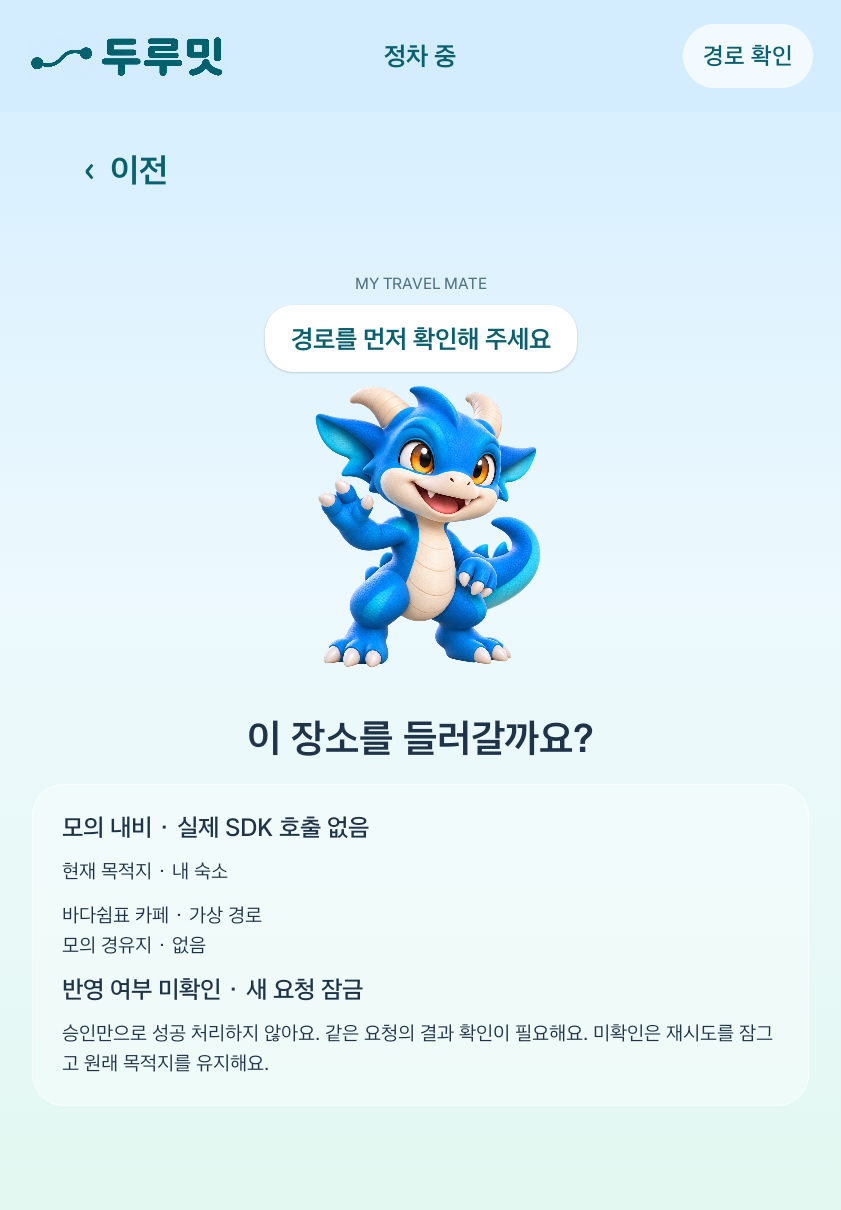 두루밋
정차 중
경로 확인
‹ 이전
MY TRAVEL MATE
경로를 먼저 확인해 주세요
이 장소를 들러갈까요?
모의 내비 · 실제 SDK 호출 없음
현재 목적지 · 내 숙소
바다쉼표 카페 · 가상 경로
모의 경유지 · 없음
반영 여부 미확인 · 새 요청 잠금
승인만으로 성공 처리하지 않아요. 같은 요청의 결과 확인이 필요해요. 미확인은 재시도를 잠그
고 원래 목적지를 유지해요.